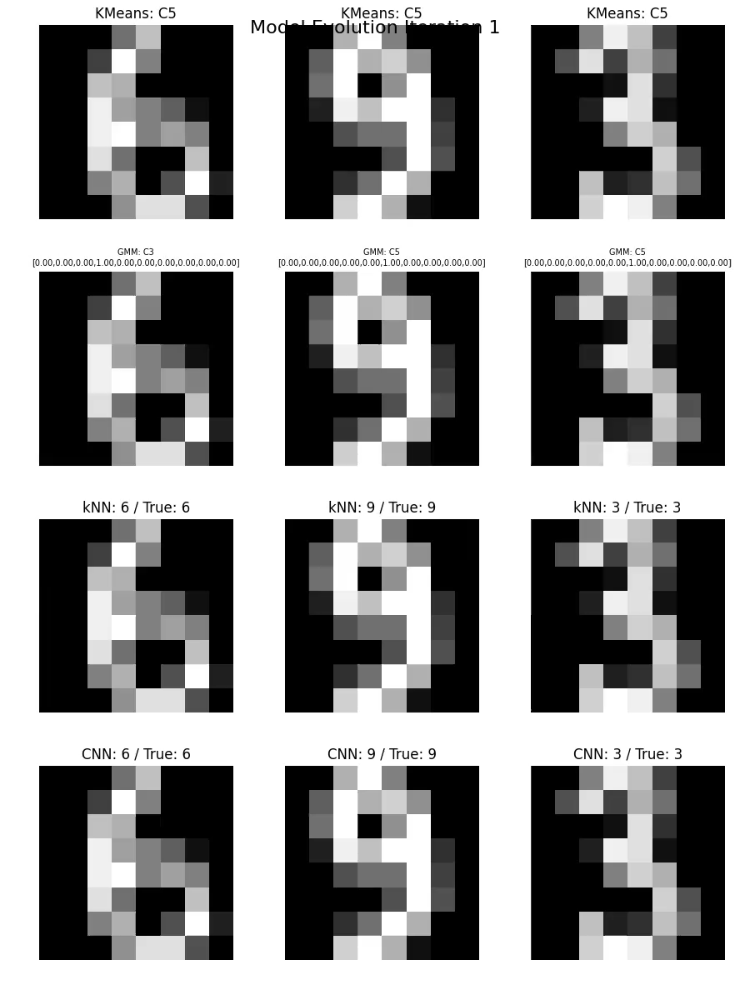 Model Evolution Iteration 1
KMeans: C5
KMeans: C5
KMeans: C5
GMM: C3
[0.00,0.00,0.00,1.00,0.00,0.00,0.00,0.00,0.00,0.00]
GMM: C5
[0.00,0.00,0.00,0.00,0.00,1.00,0.00,0.00,0.00,0.00]
GMM: C5
[0.00,0.00,0.00,0.00,0.00,1.00,0.00,0.00,0.00,0.00]
kNN: 6 / True: 6
kNN: 9 / True: 9
kNN: 3 / True: 3
CNN: 6 / True: 6
CNN: 9 / True: 9
CNN: 3 / True: 3